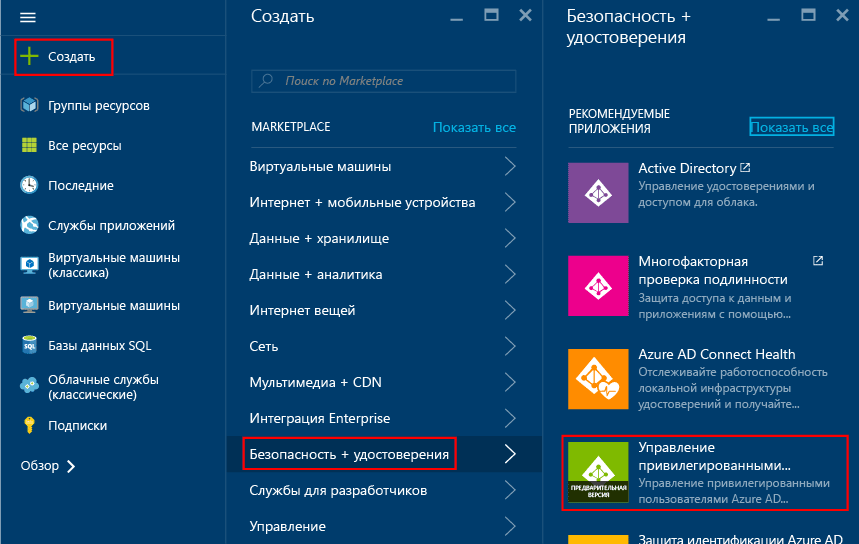 Создать
Группы ресурсов
Все ресурсы
Последние
Службы приложений
Виртуальные машины
(классика)
Виртуальные машины
SQL
Базы данных SQL
Облачные службы
(классические)
Подписки
Обзор
Создать
Поиск по Marketplace
MARKETPLACE
Показать все
Виртуальные машины
Интернет + мобильные устройства
Данные + хранилище
Данные + аналитика
Интернет вещей
Сеть
Мультимедиа + CDN
Интеграция Enterprise
Безопасность + удостоверения
Службы для разработчиков
Управление
Безопасность +
удостоверения
РЕКОМЕНДУЕМЫЕ
ПРИЛОЖЕНИЯ
Показать все
Active Directory
Управление удостоверениями и
доступом для облака.
Многофакторная
проверка подлинности
Защита доступа к данным и
приложениям с помощью...
Azure AD Connect Health
Отслеживайте работоспособность
локальной инфраструктуры
удостоверений и получайте...
ПРЕДВАРИТЕЛЬНАЯ
ВЕРСИЯ
Управление
привилегированными...
Управление привилегированными
пользователями Azure AD...
Защита идентификации Azure AD